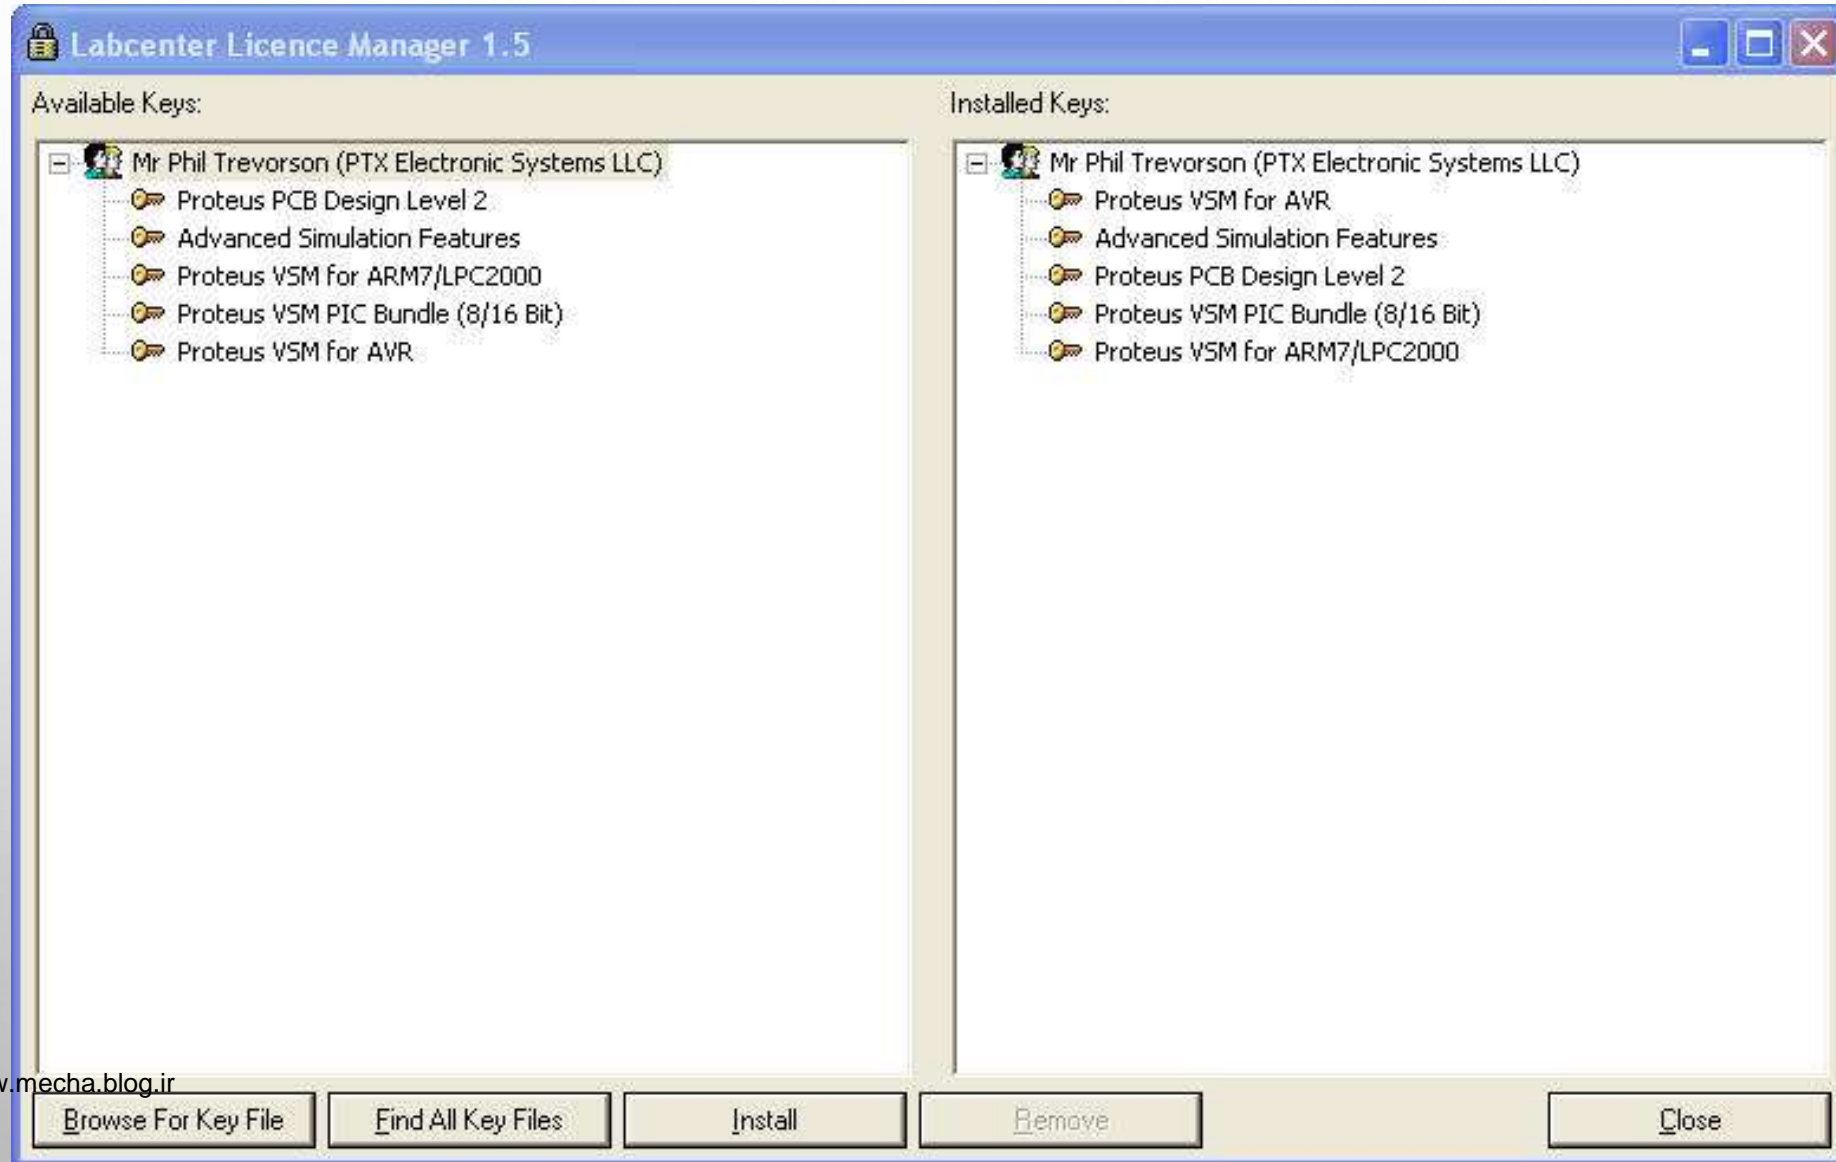 Labcenter Licence Manager 1.5
Available Keys:
Mr Phil Trevorson (PTX Electronic Systems LLC)
Proteus PCB Design Level 2
Advanced Simulation Features
Proteus VSM for ARM7/LPC2000
Proteus VSM PIC Bundle (8/16 Bit)
Proteus VSM for AVR
Installed Keys:
Mr Phil Trevorson (PTX Electronic Systems LLC)
Proteus VSM for AVR
Advanced Simulation Features
Proteus PCB Design Level 2
Proteus VSM PIC Bundle (8/16 Bit)
Proteus VSM for ARM7/LPC2000
.mecha.blog.ir
Browse For Key File
Find All Key Files
Install
Remove
Close